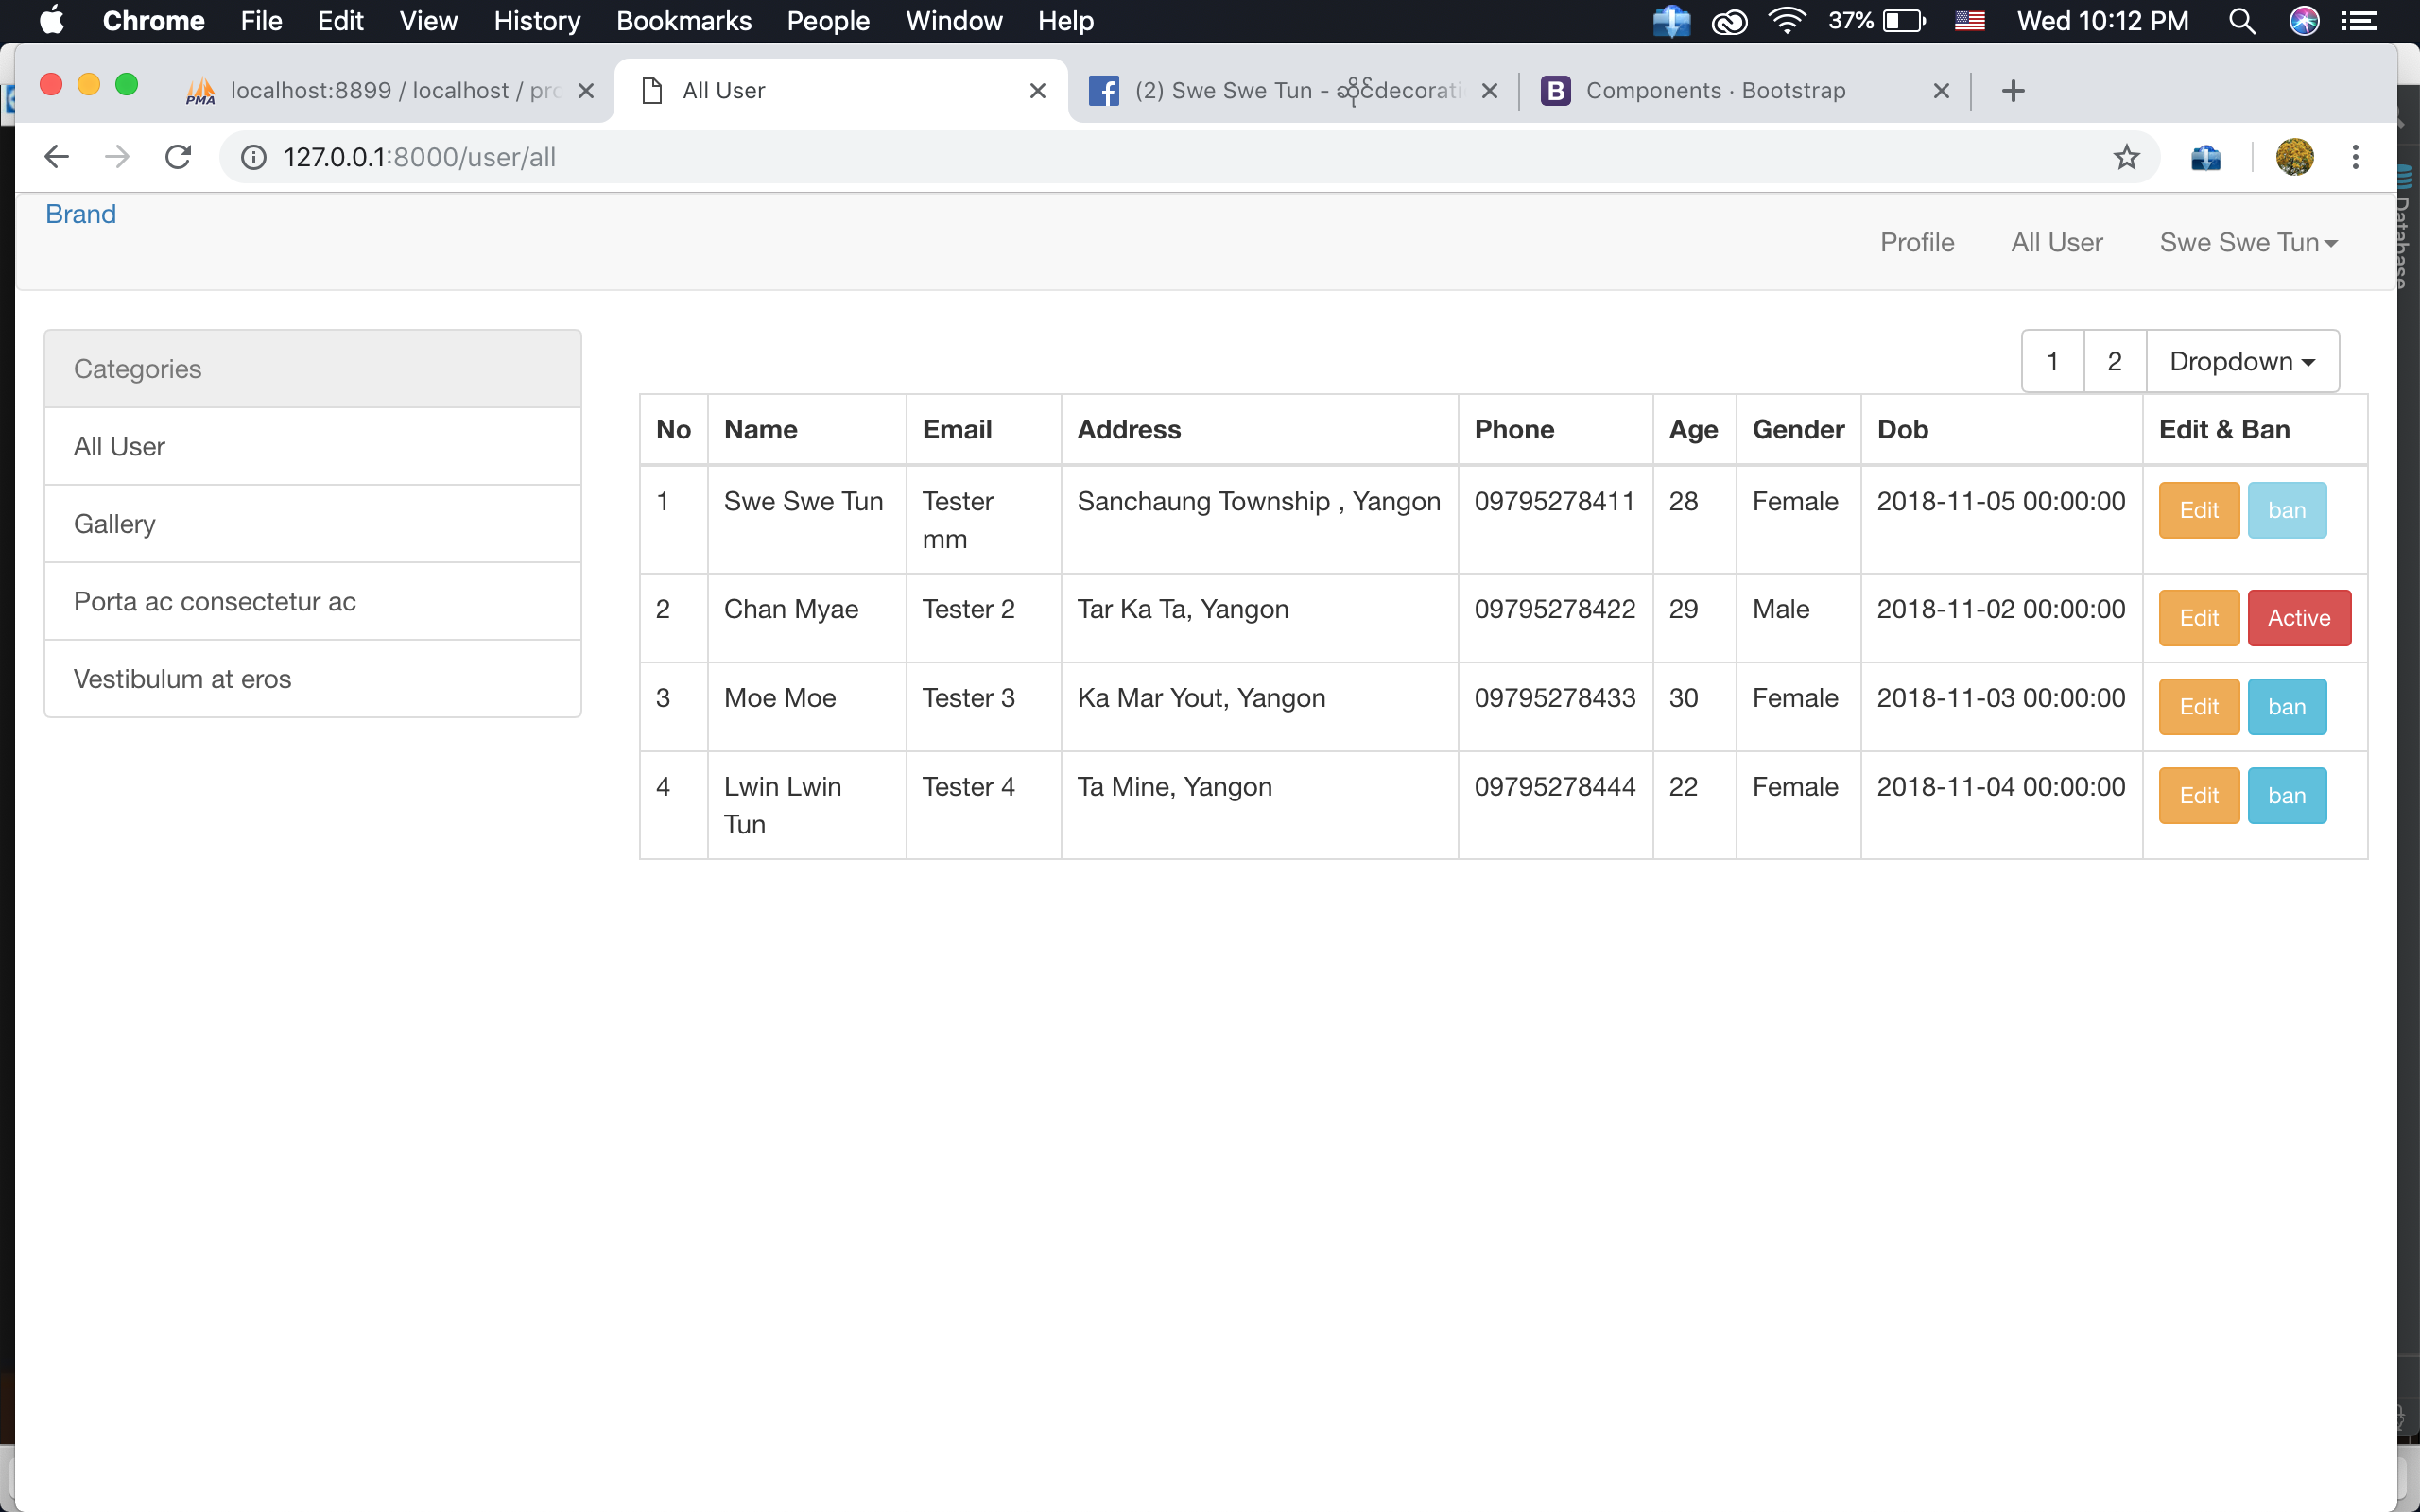 Chrome File Edit View History Bookmarks People Window Help 37% Wed 10:12 PM
PMA localhost:8899 / localhost / pro All User (2) Swe Swe Tun - ဆိုင်decorati B Components · Bootstrap
127.0.0.1:8000/user/all
Brand
Profile All User Swe Swe Tun
Database
Categories
All User
Gallery
Porta ac consectetur ac
Vestibulum at eros
1 2 Dropdown
No Name Email Address Phone Age Gender Dob Edit & Ban
1 Swe Swe Tun Tester mm Sanchaung Township , Yangon 09795278411 28 Female 2018-11-05 00:00:00 Edit ban
2 Chan Myae Tester 2 Tar Ka Ta, Yangon 09795278422 29 Male 2018-11-02 00:00:00 Edit Active
3 Moe Moe Tester 3 Ka Mar Yout, Yangon 09795278433 30 Female 2018-11-03 00:00:00 Edit ban
4 Lwin Lwin Tun Tester 4 Ta Mine, Yangon 09795278444 22 Female 2018-11-04 00:00:00 Edit ban